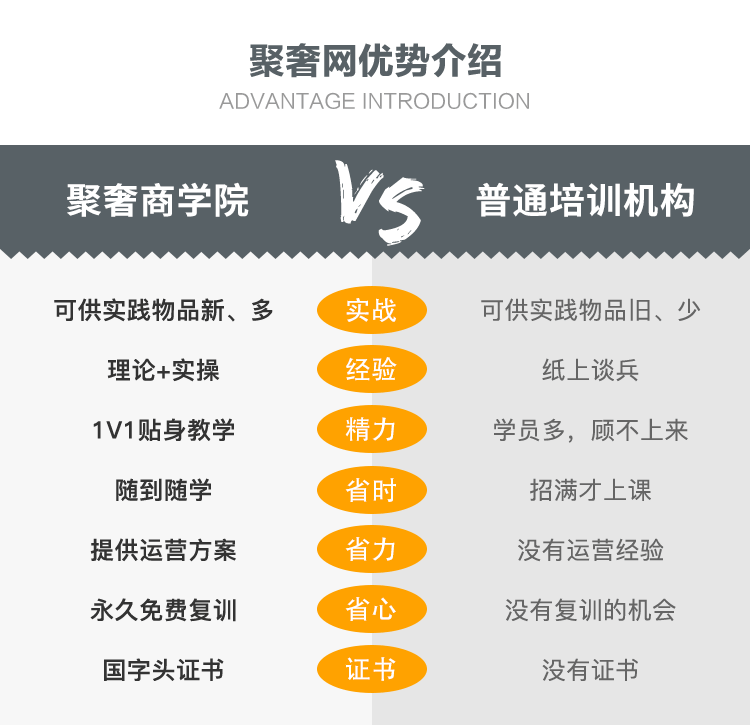 聚奢网优势介绍
ADVANTAGE INTRODUCTION
聚奢商学院 VS 普通培训机构
可供实践物品新、多 实战 可供实践物品旧、少
理论+实操 经验 纸上谈兵
1V1贴身教学 精力 学员多，顾不上来
随到随学 省时 招满才上课
提供运营方案 省力 没有运营经验
永久免费复训 省心 没有复训的机会
国字头证书 证书 没有证书